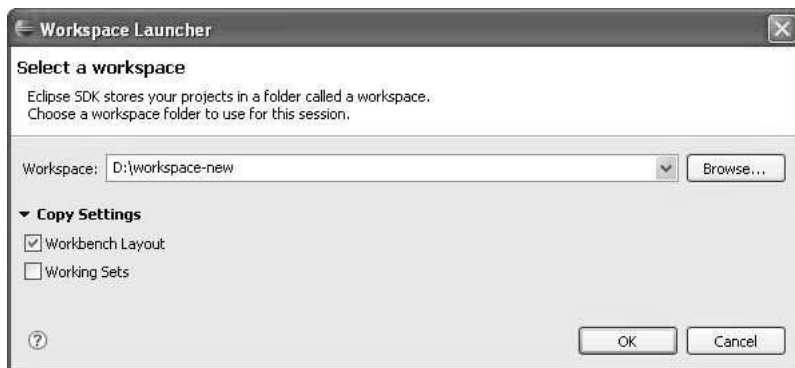 Workspace Launcher
Select a workspace
Eclipse SDK stores your projects in a folder called a workspace.
Choose a workspace folder to use for this session.
Workspace: D:\workspace-new Browse...
Copy Settings
Workbench Layout
Working Sets
? OK Cancel